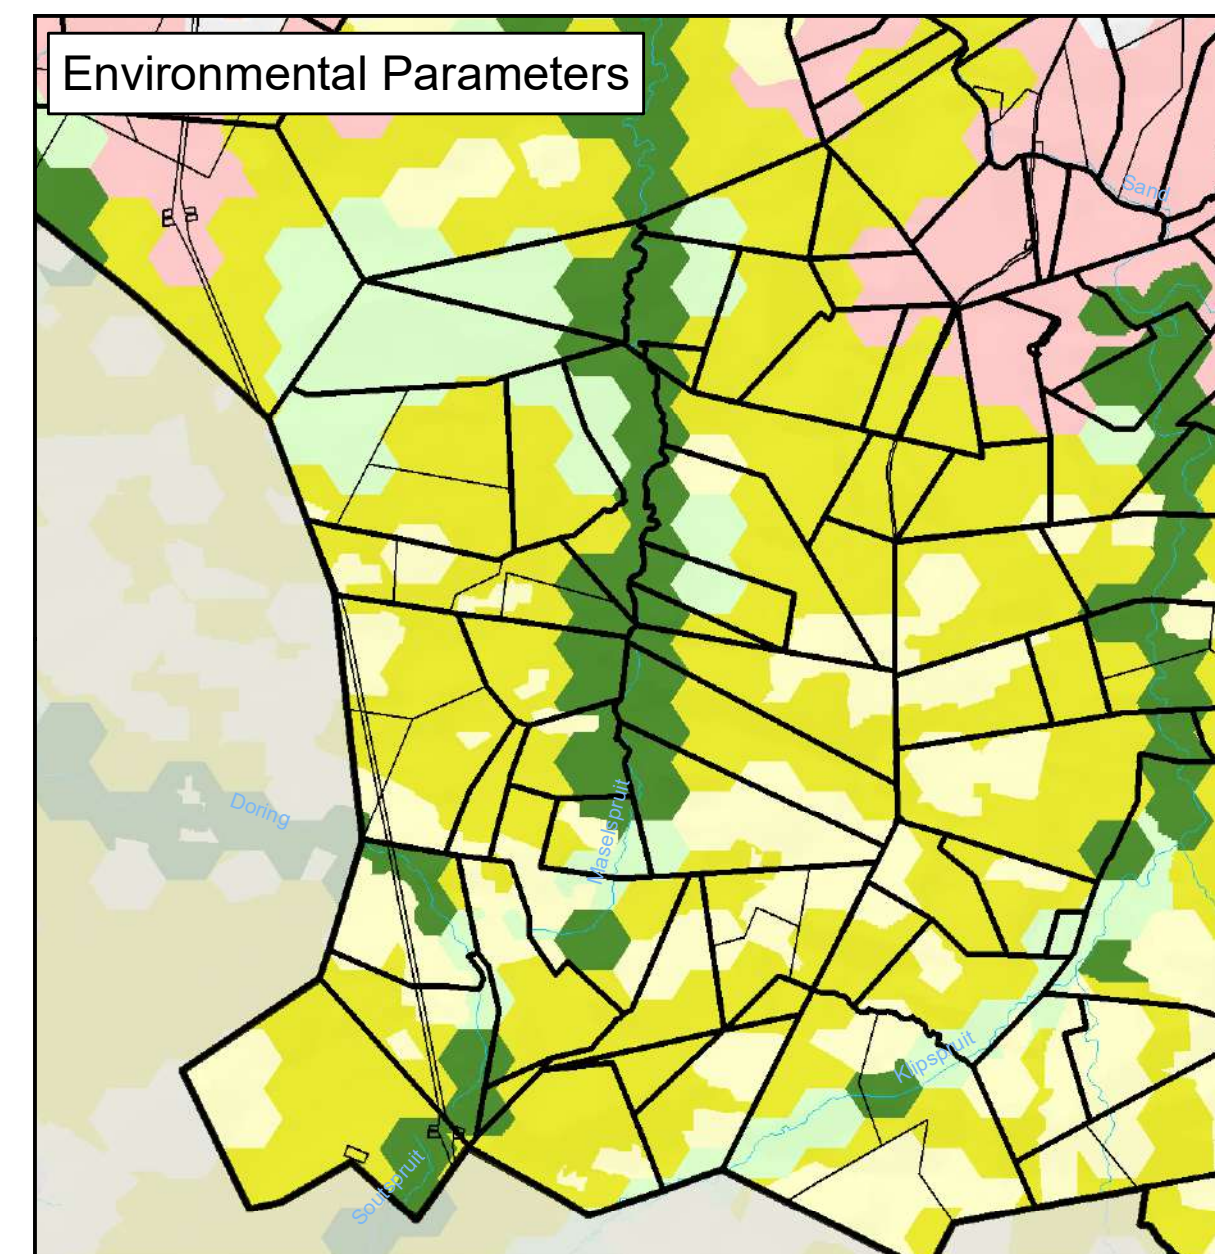 Environmental Parameters
Sand
Doring
Maselspruit
Klipspruit
Soutspruit